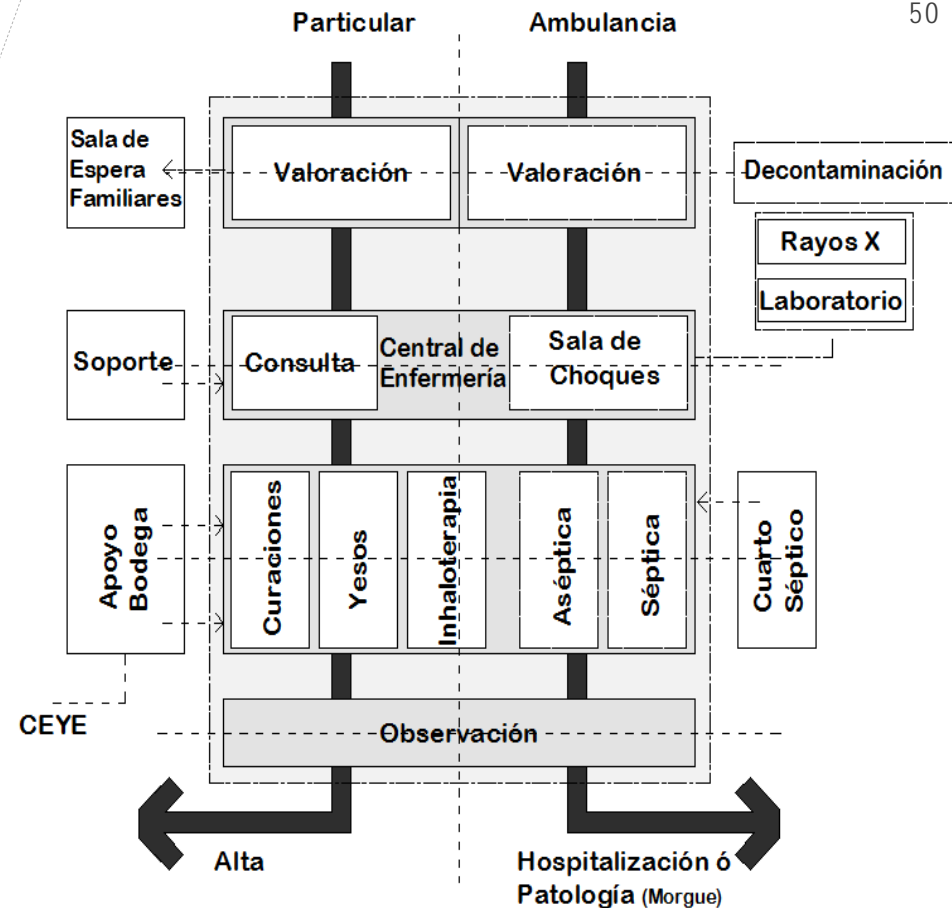 50
Particular
Ambulancia
Sala de
Espera
Familiares
Valoración
Valoración
Decontaminación
Rayos X
Laboratorio
Soporte
Consulta
Central de
Enfermería
Sala de
Choques
Apoyo
Bodega
Curaciones
Yesos
Inhaloterapia
Aséptica
Séptica
Cuarto
Séptico
CEYE
Observación
Alta
Hospitalización ó
Patología (Morgue)